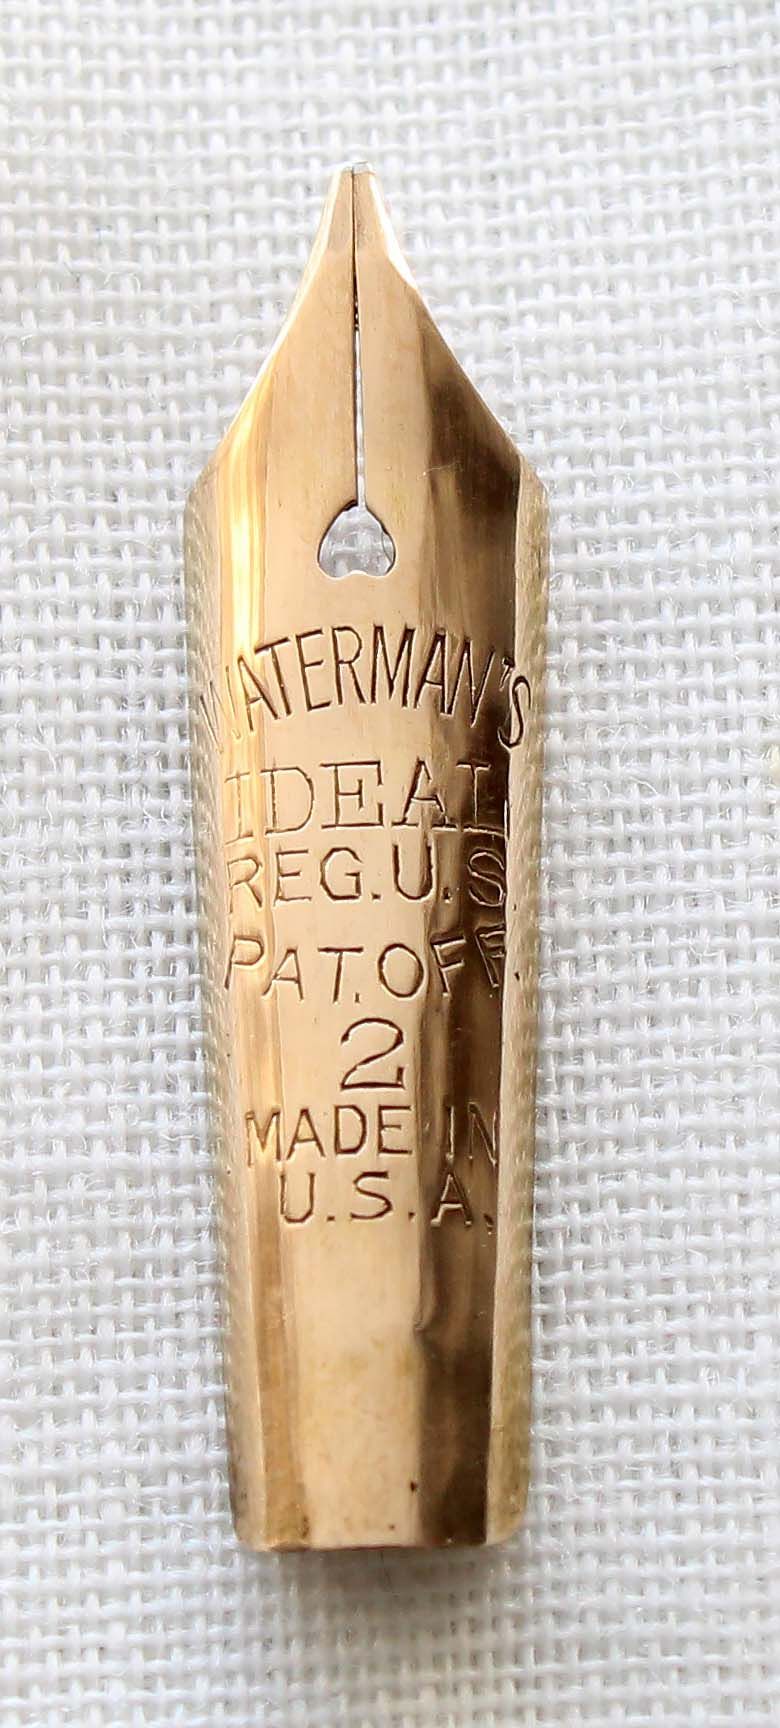 WATERMAN'S
IDEAL
REG.U.S.
PAT.OFF.
2
MADE IN
U.S.A.